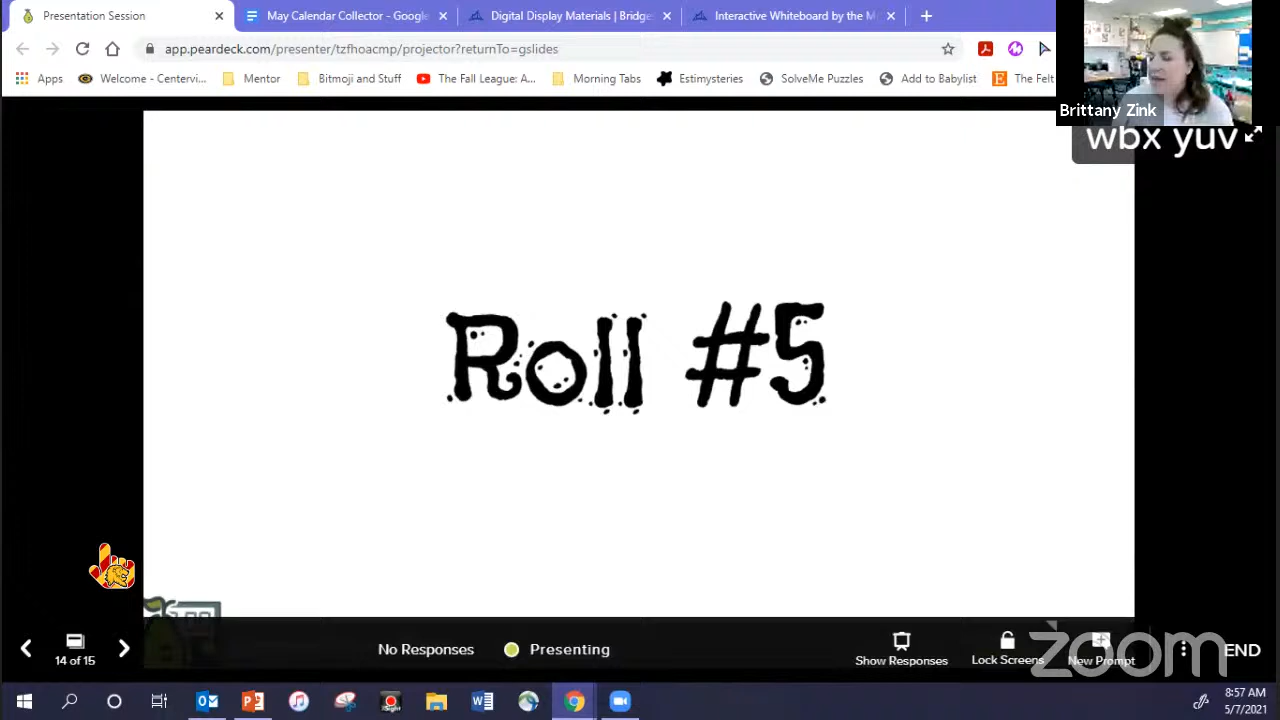 Presentation Session
May Calendar Collector - Google
Digital Display Materials | Bridges
Interactive Whiteboard by the M
app.peardeck.com/presenter/tzfhoacmp/projector?returnTo=gslides
Apps
Welcome - Centervi...
Mentor
Bitmoji and Stuff
The Fall League: A...
Morning Tabs
Estimysteries
SolveMe Puzzles
Add to Babylist
The Felt
Brittany Zink
wbx yuv
Roll #5
14 of 15
No Responses
Presenting
Show Responses
Lock Screens
New Prompt
END
zoom
8:57 AM
5/7/2021